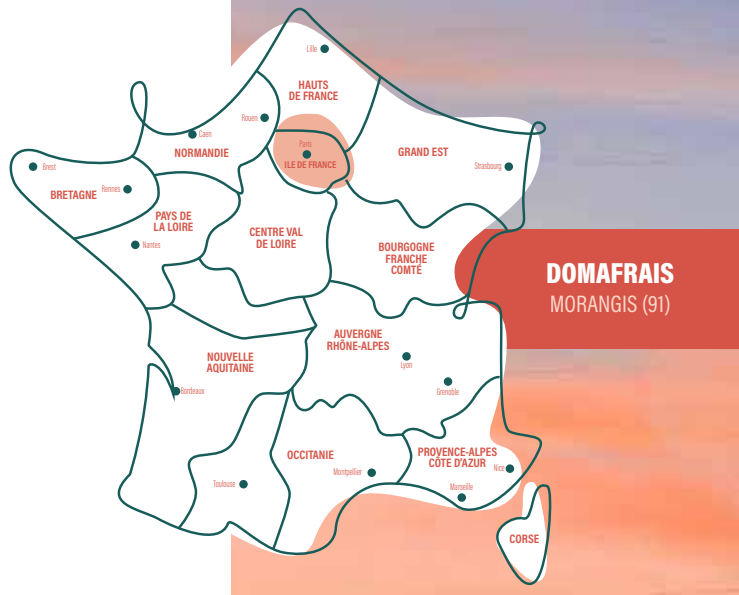 Lille
HAUTS
DE FRANCE
Rouen
Caen
NORMANDIE
Paris
ILE DE FRANCE
GRAND EST
Strasbourg
Brest
BRETAGNE
Rennes
PAYS DE
LA LOIRE
Nantes
CENTRE VAL
DE LOIRE
BOURGOGNE
FRANCHE
COMTÉ
DOMAFRAIS
MORANGIS (91)
AUVERGNE
RHÔNE-ALPES
Lyon
Grenoble
NOUVELLE
AQUITAINE
Bordeaux
OCCITANIE
Montpellier
Toulouse
PROVENCE-ALPES
CÔTE D'AZUR
Nice
Marseille
CORSE